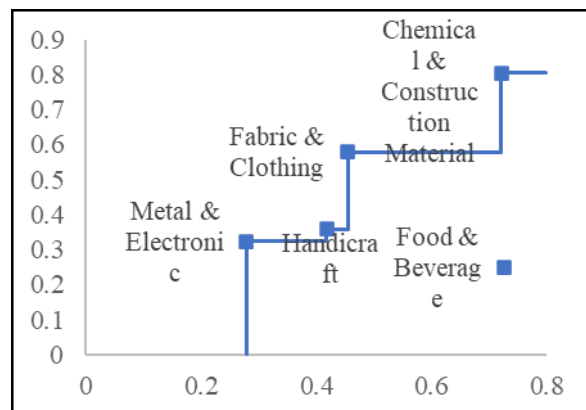 0.9
0.8
0.7
0.6
0.5
0.4
0.3
0.2
0.1
0
Chemica
l &
Construc
tion
Material
Fabric &
Clothing
Metal &
Electroni
c
Handicra
ft
Food &
Beverag
e
0
0.2
0.4
0.6
0.8